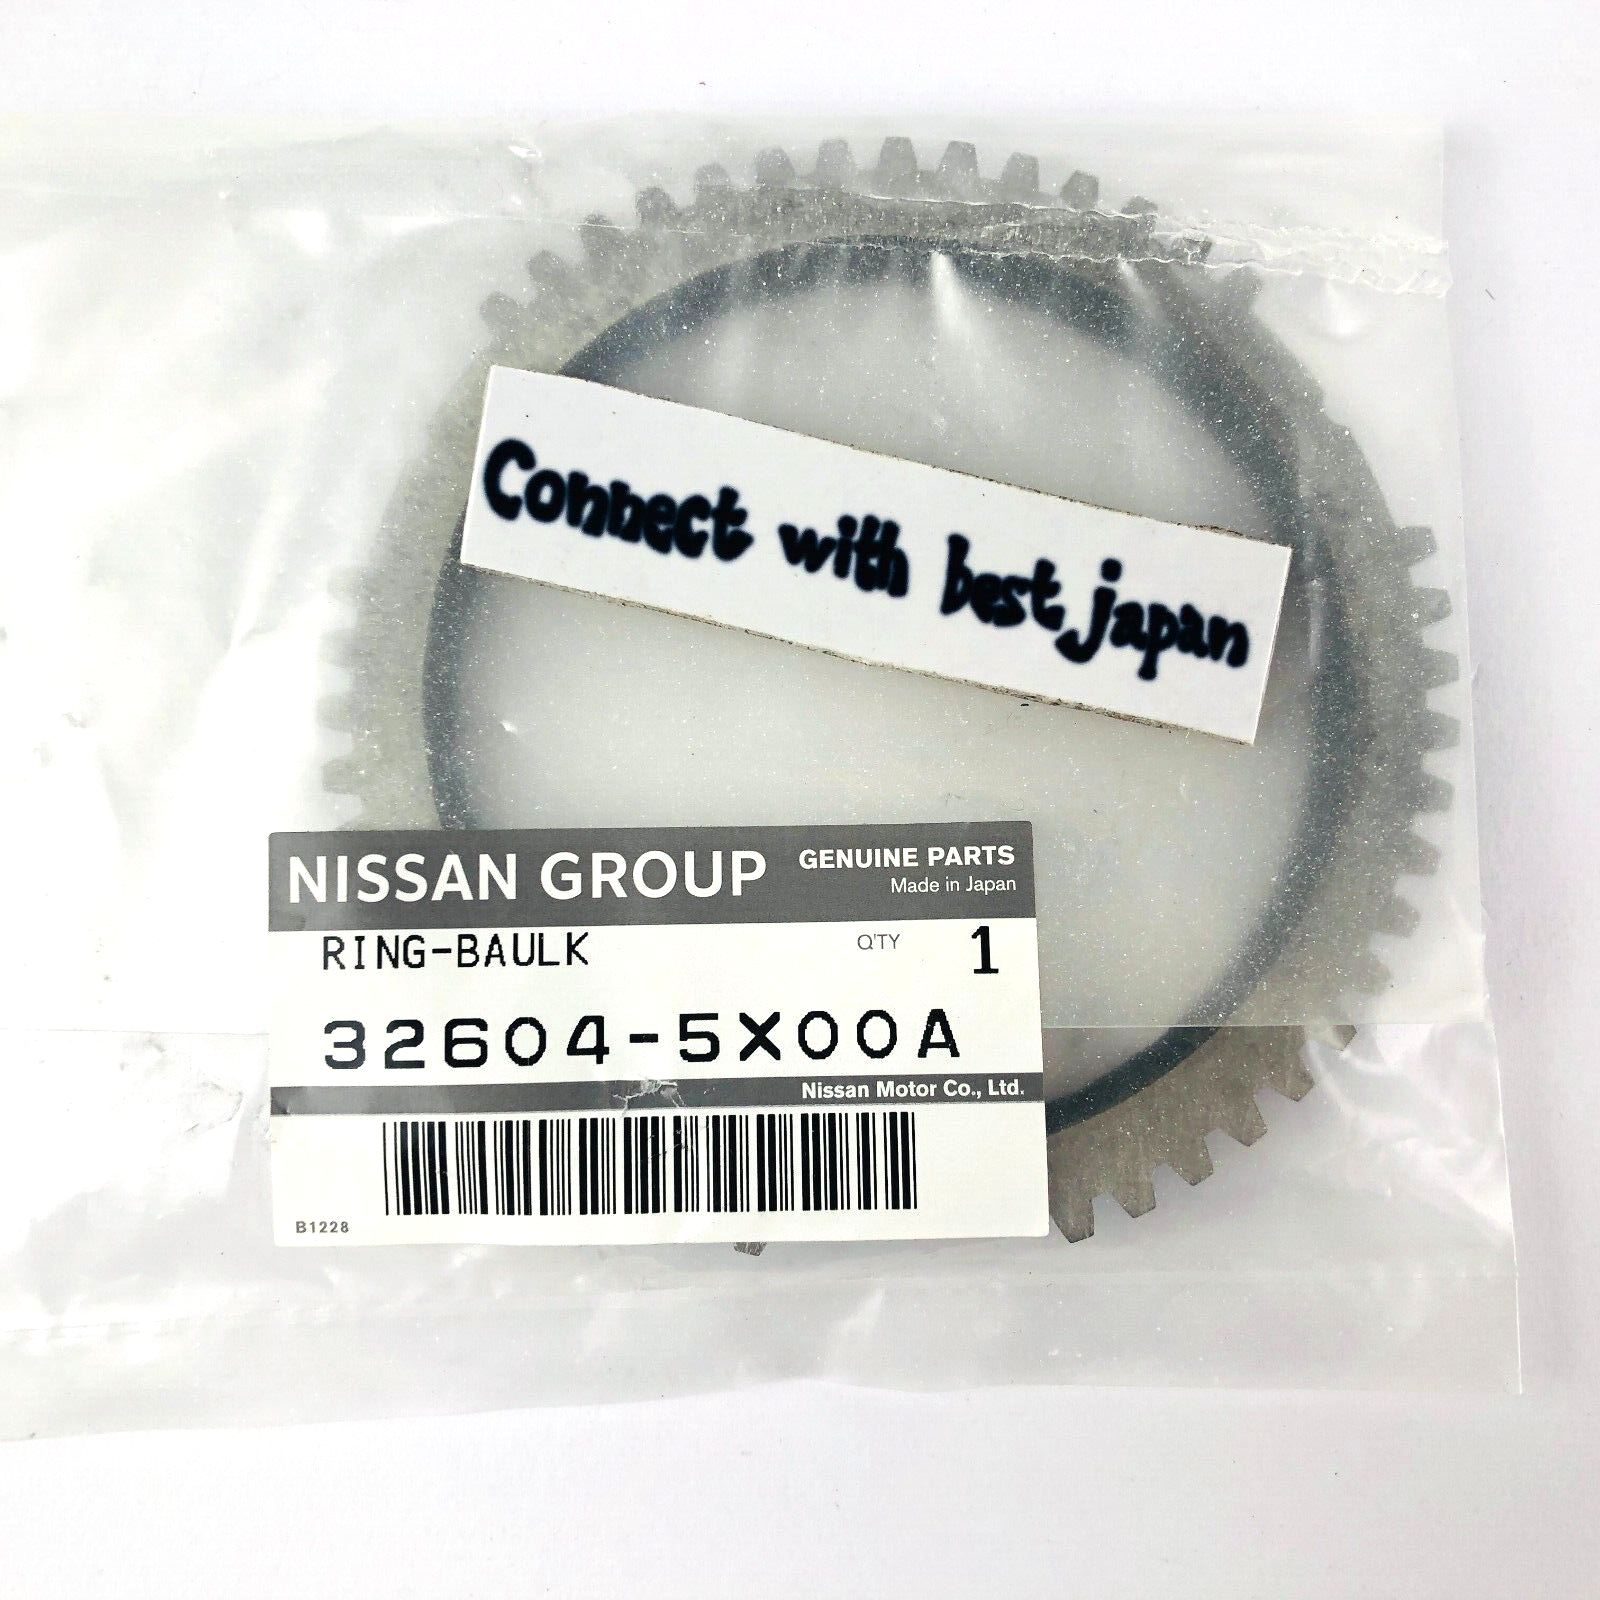 Connect with best japan
NISSAN GROUP
GENUINE PARTS
Made in Japan
RING-BAULK
Q'TY 1
32604-5X00A
Nissan Motor Co., Ltd.
B1228